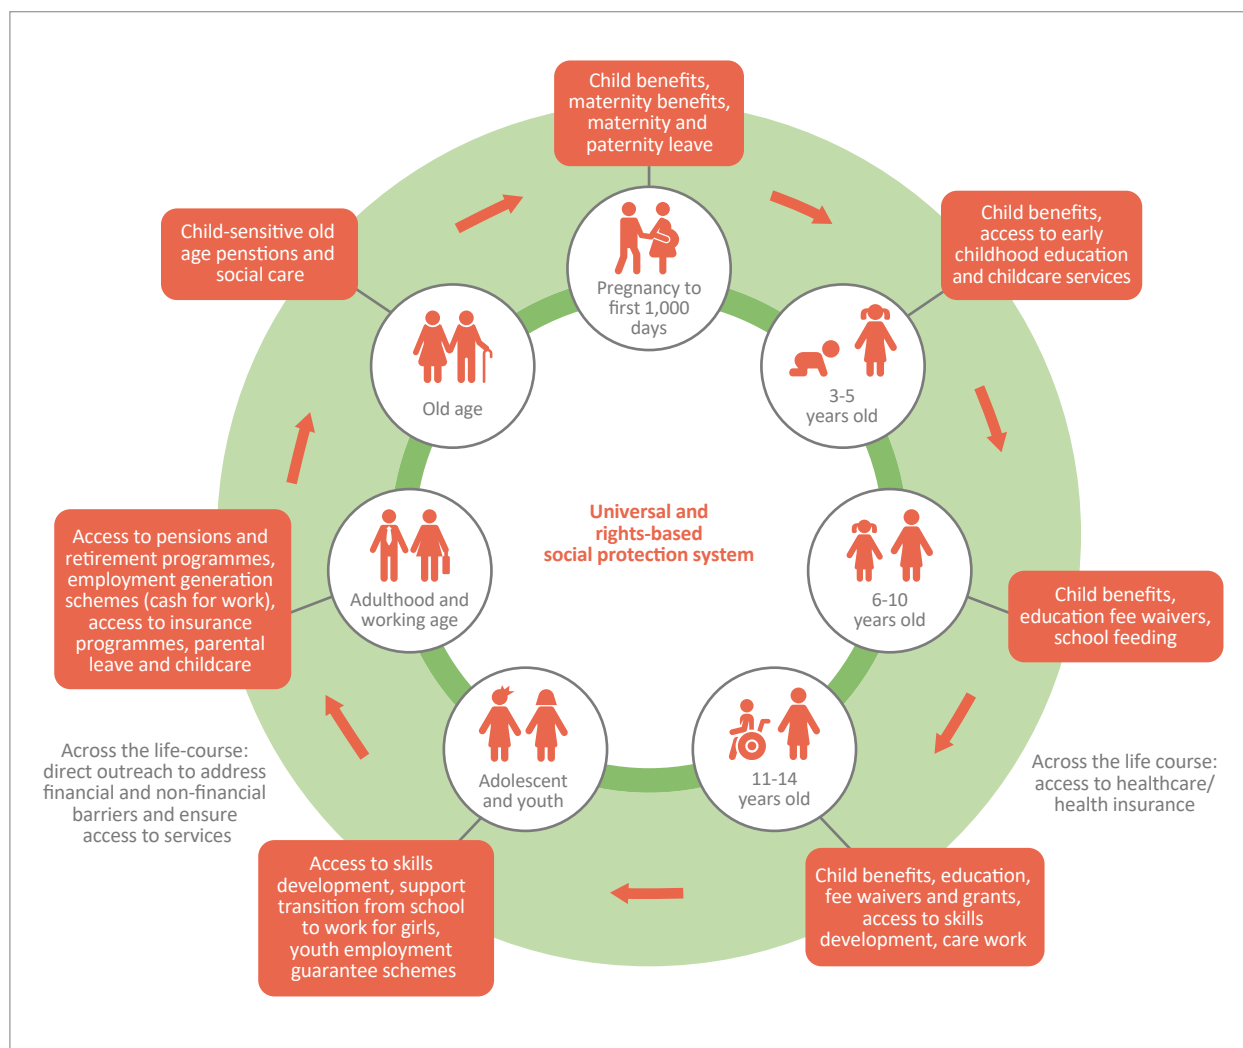 Child benefits,
maternity benefits,
maternity and
paternity leave
Pregnancy to
first 1,000
days
Child benefits,
access to early
childhood education
and childcare services
3-5
years old
Child benefits,
education fee waivers,
school feeding
6-10
years old
Across the life course:
access to healthcare/
health insurance
Child benefits, education,
fee waivers and grants,
access to skills
development, care work
11-14
years old
Access to skills
development, support
transition from school
to work for girls,
youth employment
guarantee schemes
Adolescent
and youth
Across the life-course:
direct outreach to address
financial and non-financial
barriers and ensure
access to services
Access to pensions and
retirement programmes,
employment generation
schemes (cash for work),
access to insurance
programmes, parental
leave and childcare
Adulthood and
working age
Child-sensitive old
age penstions and
social care
Old age
Universal and
rights-based
social protection system